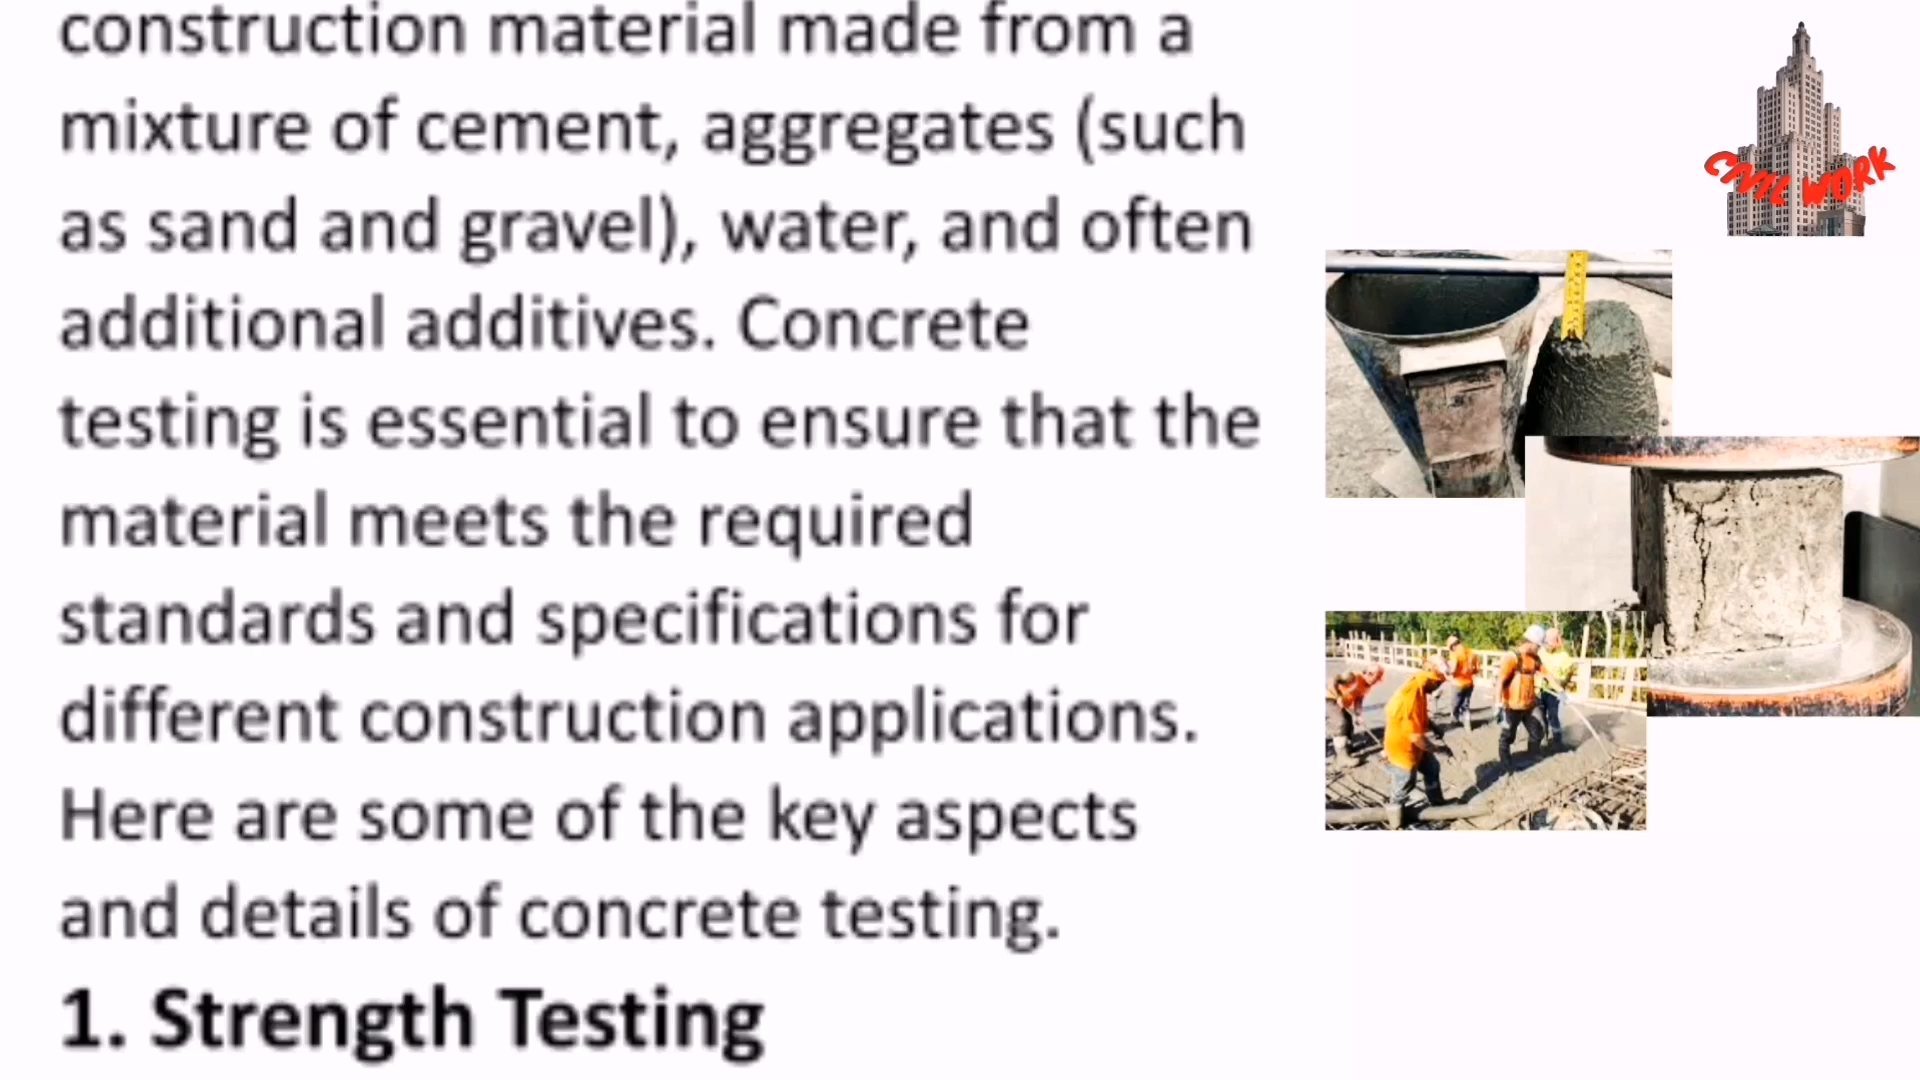 construction material made from a
mixture of cement, aggregates (such
as sand and gravel), water, and often
additional additives. Concrete
testing is essential to ensure that the
material meets the required
standards and specifications for
different construction applications.
Here are some of the key aspects
and details of concrete testing.
1. Strength Testing
CIVIL WORK